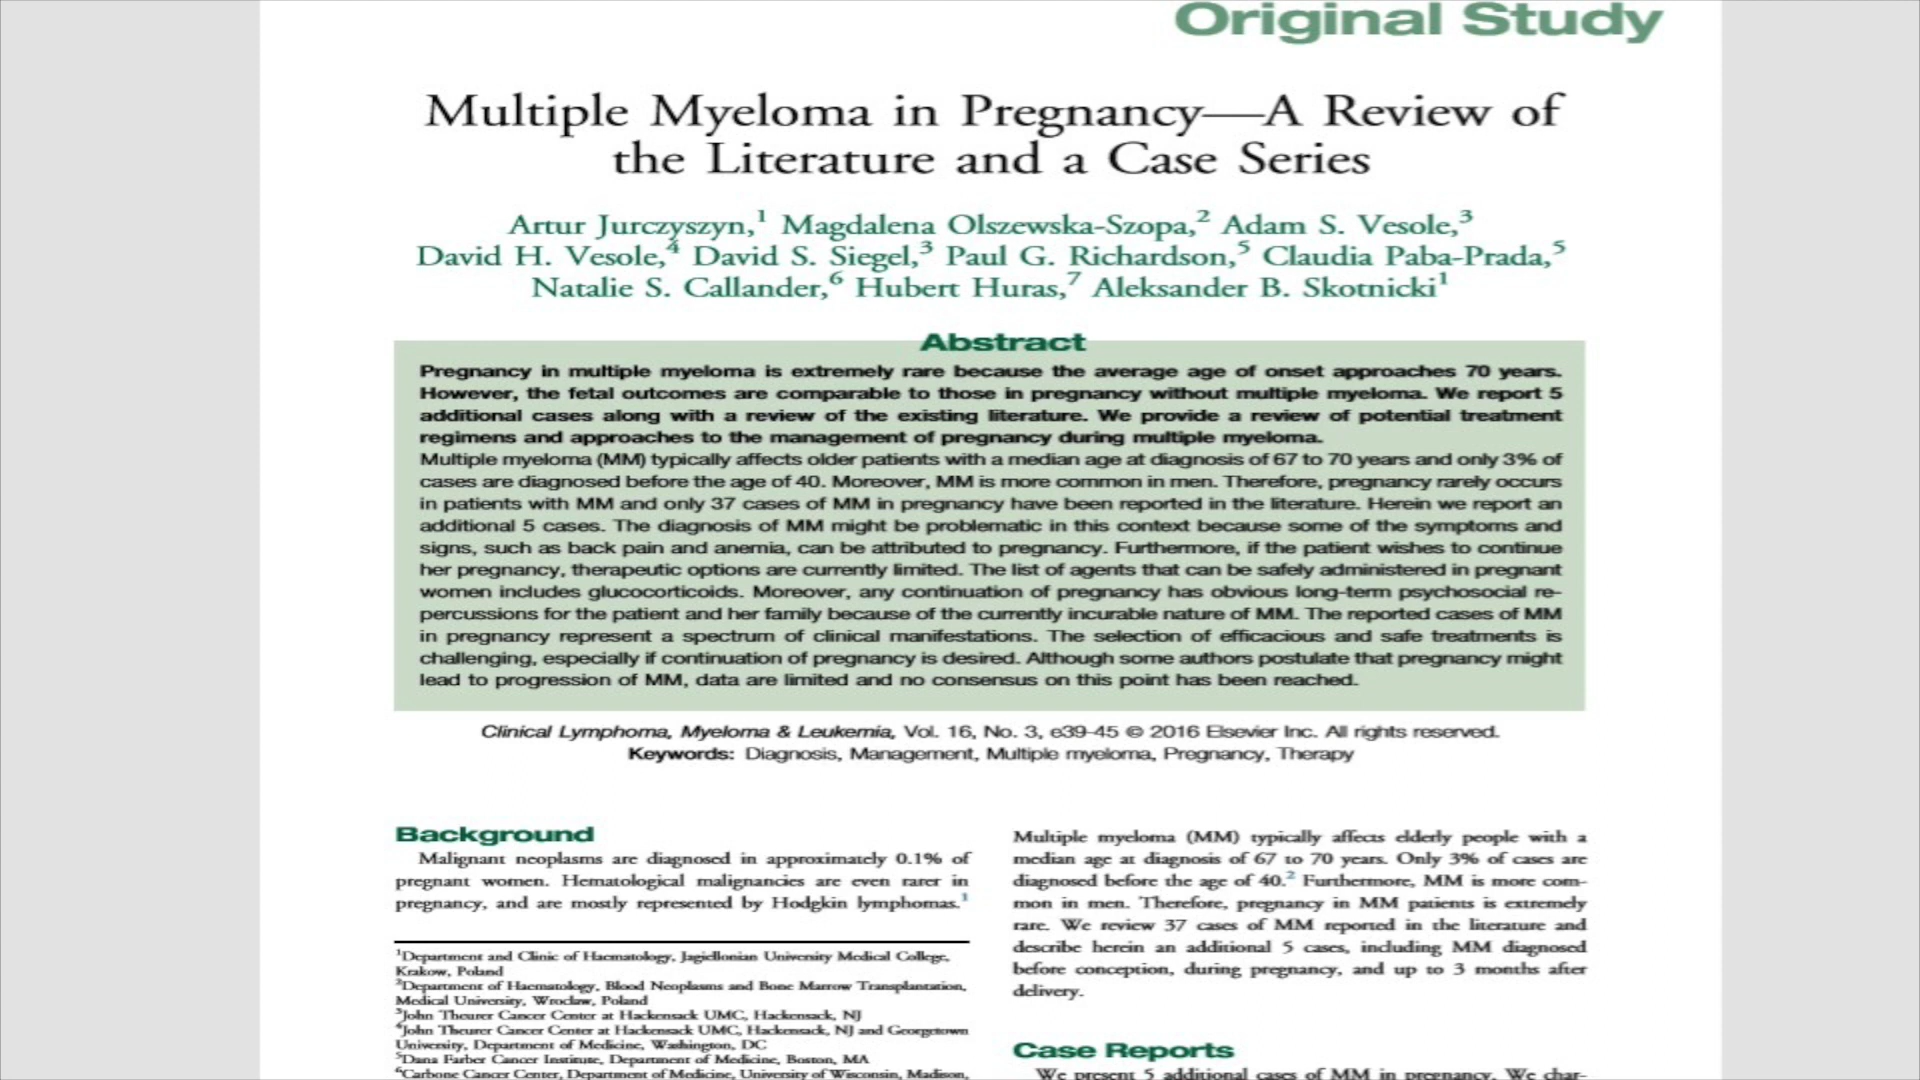 Original Study
Multiple Myeloma in Pregnancy—A Review of
the Literature and a Case Series
Artur Jurczyszyn,1 Magdalena Olszewska-Szopa,2 Adam S. Vesole,3
David H. Vesole,4 David S. Siegel,3 Paul G. Richardson,5 Claudia Paba-Prada,5
Natalie S. Callander,6 Hubert Huras,7 Aleksander B. Skotnicki1
Abstract
Pregnancy in multiple myeloma is extremely rare because the average age of onset approaches 70 years.
However, the fetal outcomes are comparable to those in pregnancy without multiple myeloma. We report 5
additional cases along with a review of the existing literature. We provide a review of potential treatment
regimens and approaches to the management of pregnancy during multiple myeloma.
Multiple myeloma (MM) typically affects older patients with a median age at diagnosis of 67 to 70 years and only 3% of
cases are diagnosed before the age of 40. Moreover, MM is more common in men. Therefore, pregnancy rarely occurs
in patients with MM and only 37 cases of MM in pregnancy have been reported in the literature. Herein we report an
additional 5 cases. The diagnosis of MM might be problematic in this context because some of the symptoms and
signs, such as back pain and anemia, can be attributed to pregnancy. Furthermore, if the patient wishes to continue
her pregnancy, therapeutic options are currently limited. The list of agents that can be safely administered in pregnant
women includes glucocorticoids. Moreover, any continuation of pregnancy has obvious long-term psychosocial re-
percussions for the patient and her family because of the currently incurable nature of MM. The reported cases of MM
in pregnancy represent a spectrum of clinical manifestations. The selection of efficacious and safe treatments is
challenging, especially if continuation of pregnancy is desired. Although some authors postulate that pregnancy might
lead to progression of MM, data are limited and no consensus on this point has been reached.
Clinical Lymphoma, Myeloma & Leukemia, Vol. 16, No. 3, e39-45 © 2016 Elsevier Inc. All rights reserved.
Keywords: Diagnosis, Management, Multiple myeloma, Pregnancy, Therapy
Background
Malignant neoplasms are diagnosed in approximately 0.1% of
pregnant women. Hematological malignancies are even rarer in
pregnancy, and are mostly represented by Hodgkin lymphomas.1
1Department and Clinic of Haematology, Jagiellonian University Medical College,
Krakow, Poland
2Department of Haematology, Blood Neoplasms and Bone Marrow Transplantation,
Medical University, Wroclaw, Poland
3John Theurer Cancer Center at Hackensack UMC, Hackensack, NJ
4John Theurer Cancer Center at Hackensack UMC, Hackensack, NJ and Georgetown
University, Department of Medicine, Washington, DC
5Dana Farber Cancer Institute, Department of Medicine, Boston, MA
6Carbone Cancer Center, Department of Medicine, University of Wisconsin, Madison,
Multiple myeloma (MM) typically affects elderly people with a
median age at diagnosis of 67 to 70 years. Only 3% of cases are
diagnosed before the age of 40.2 Furthermore, MM is more com-
mon in men. Therefore, pregnancy in MM patients is extremely
rare. We review 37 cases of MM reported in the literature and
describe herein an additional 5 cases, including MM diagnosed
before conception, during pregnancy, and up to 3 months after
delivery.
Case Reports
We present 5 additional cases of MM in pregnancy. We char-